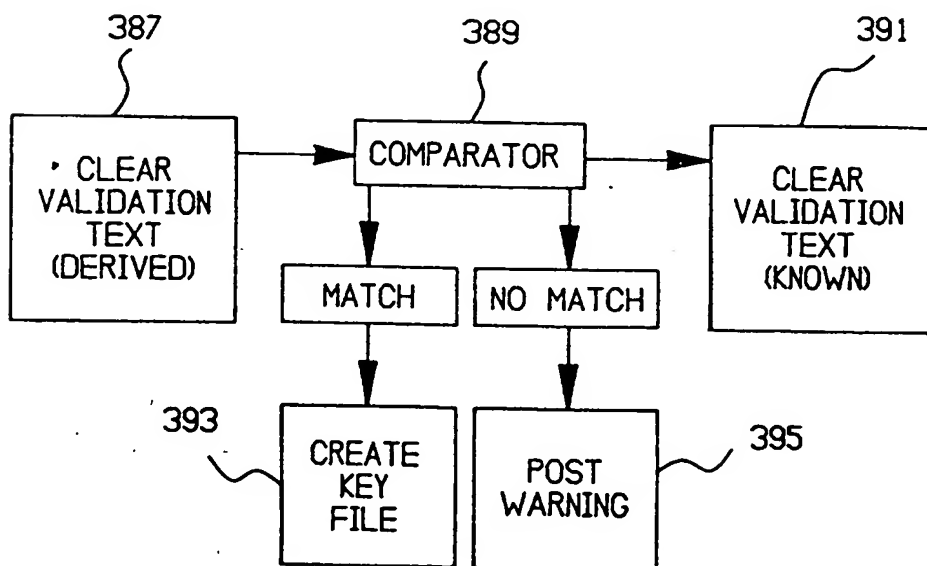 387
389
391
CLEAR
VALIDATION
TEXT
(DERIVED)
COMPARATOR
CLEAR
VALIDATION
TEXT
(KNOWN)
MATCH
NO MATCH
393
CREATE
KEY
FILE
POST
WARNING
395